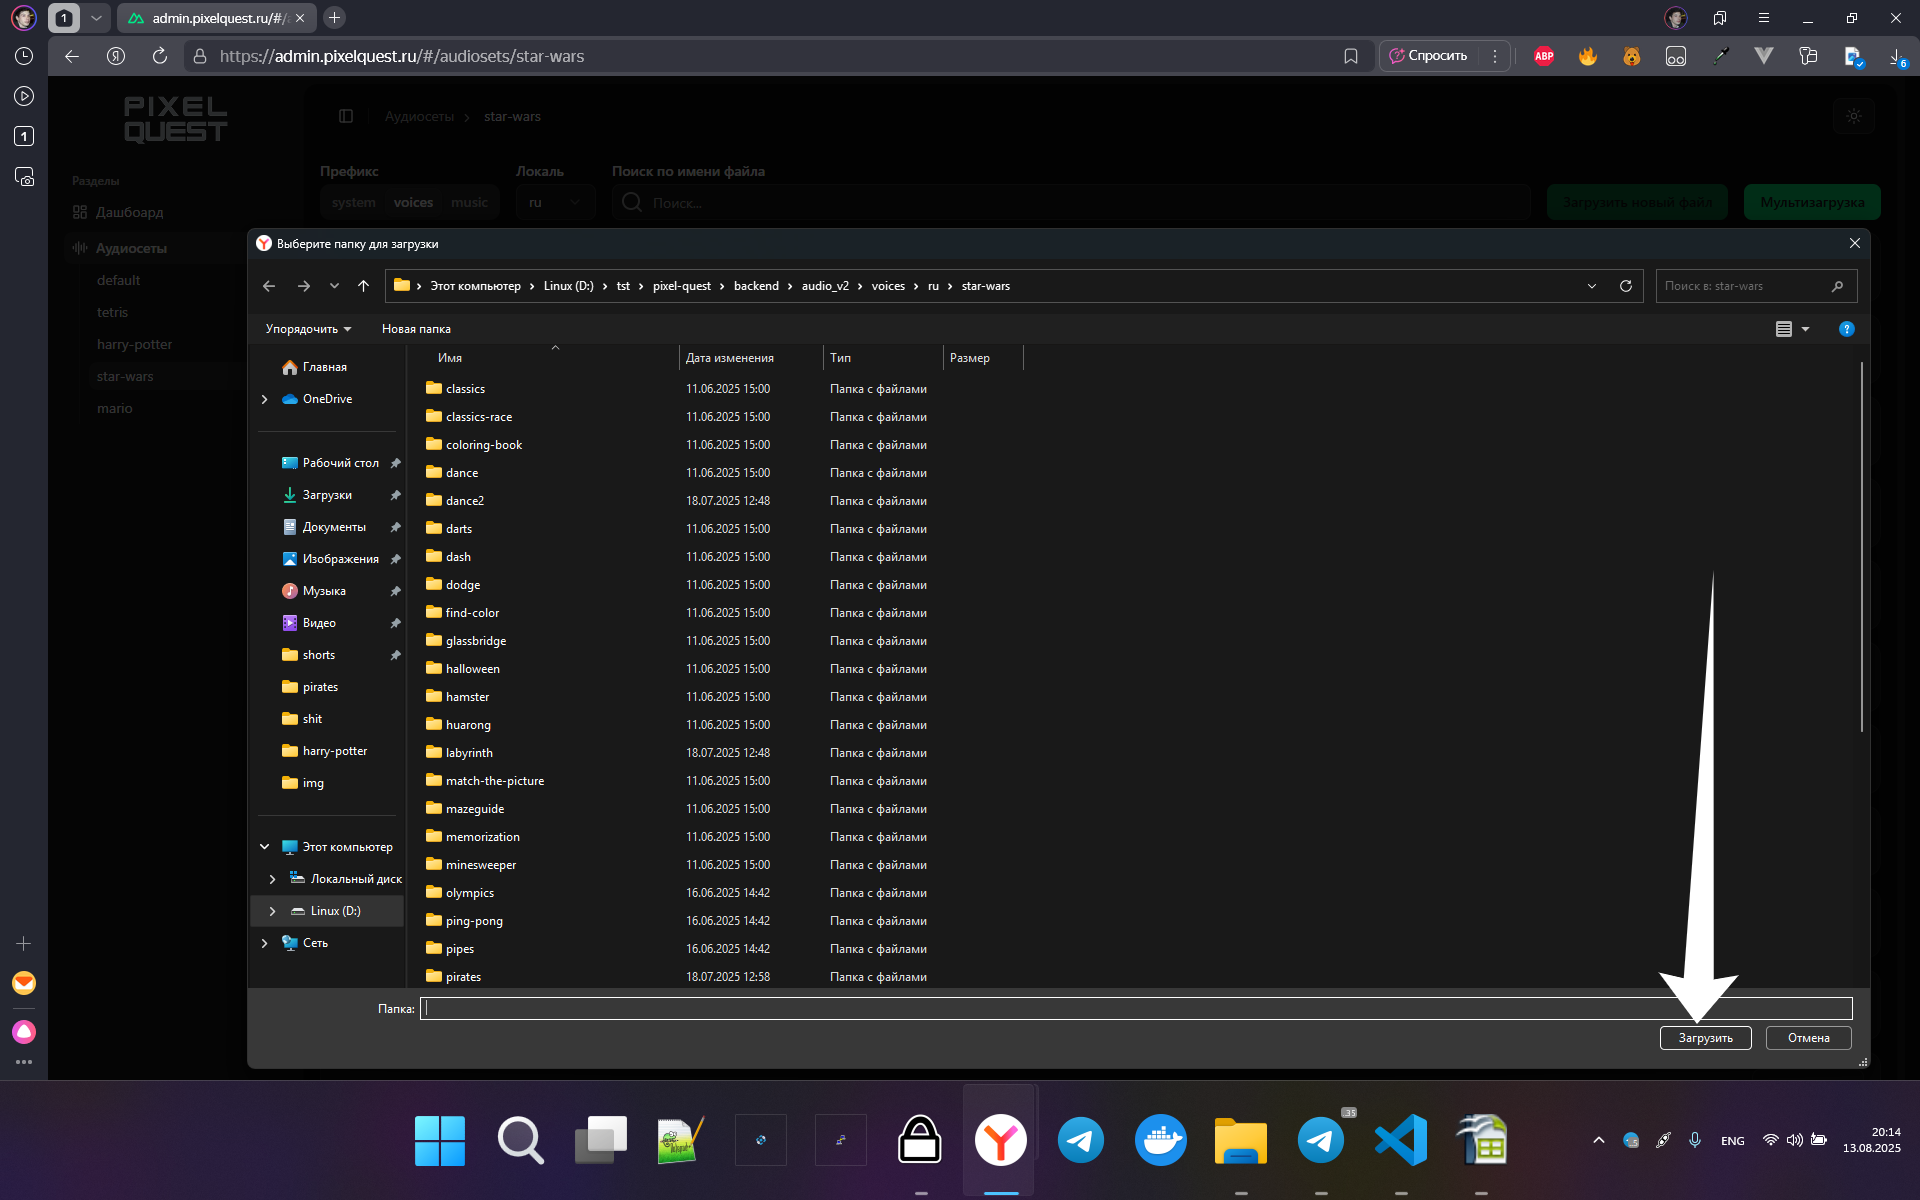 1
admin.pixelquest.ru/#/a
https://admin.pixelquest.ru/#/audiosets/star-wars
Спросить
ABP
6
1
PIXEL
QUEST
Аудиосеты
star-wars
Разделы
Дашбоард
Аудиосеты
default
tetris
harry-potter
star-wars
mario
Префикс
Локаль
Поиск по имени файла
system voices music
ru
Поиск...
Загрузить новый файл
Мультизагрузка
Выберите папку для загрузки
Этот компьютер > Linux (D:) > tst > pixel-quest > backend > audio_v2 > voices > ru > star-wars
Поиск в: star-wars
Упорядочить
Новая папка
?
Главная
OneDrive
Рабочий стол
Загрузки
Документы
Изображения
Музыка
Видео
shorts
pirates
shit
harry-potter
img
Этот компьютер
Локальный диск
Linux (D:)
Сеть
Имя Дата изменения Тип Размер
classics 11.06.2025 15:00 Папка с файлами
classics-race 11.06.2025 15:00 Папка с файлами
coloring-book 11.06.2025 15:00 Папка с файлами
dance 11.06.2025 15:00 Папка с файлами
dance2 18.07.2025 12:48 Папка с файлами
darts 11.06.2025 15:00 Папка с файлами
dash 11.06.2025 15:00 Папка с файлами
dodge 11.06.2025 15:00 Папка с файлами
find-color 11.06.2025 15:00 Папка с файлами
glassbridge 11.06.2025 15:00 Папка с файлами
halloween 11.06.2025 15:00 Папка с файлами
hamster 11.06.2025 15:00 Папка с файлами
huarong 11.06.2025 15:00 Папка с файлами
labyrinth 18.07.2025 12:48 Папка с файлами
match-the-picture 11.06.2025 15:00 Папка с файлами
mazeguide 11.06.2025 15:00 Папка с файлами
memorization 11.06.2025 15:00 Папка с файлами
minesweeper 11.06.2025 15:00 Папка с файлами
olympics 16.06.2025 14:42 Папка с файлами
ping-pong 16.06.2025 14:42 Папка с файлами
pipes 16.06.2025 14:42 Папка с файлами
pirates 18.07.2025 12:58 Папка с файлами
Папка:
Загрузить
Отмена
35
ENG
20:14
13.08.2025